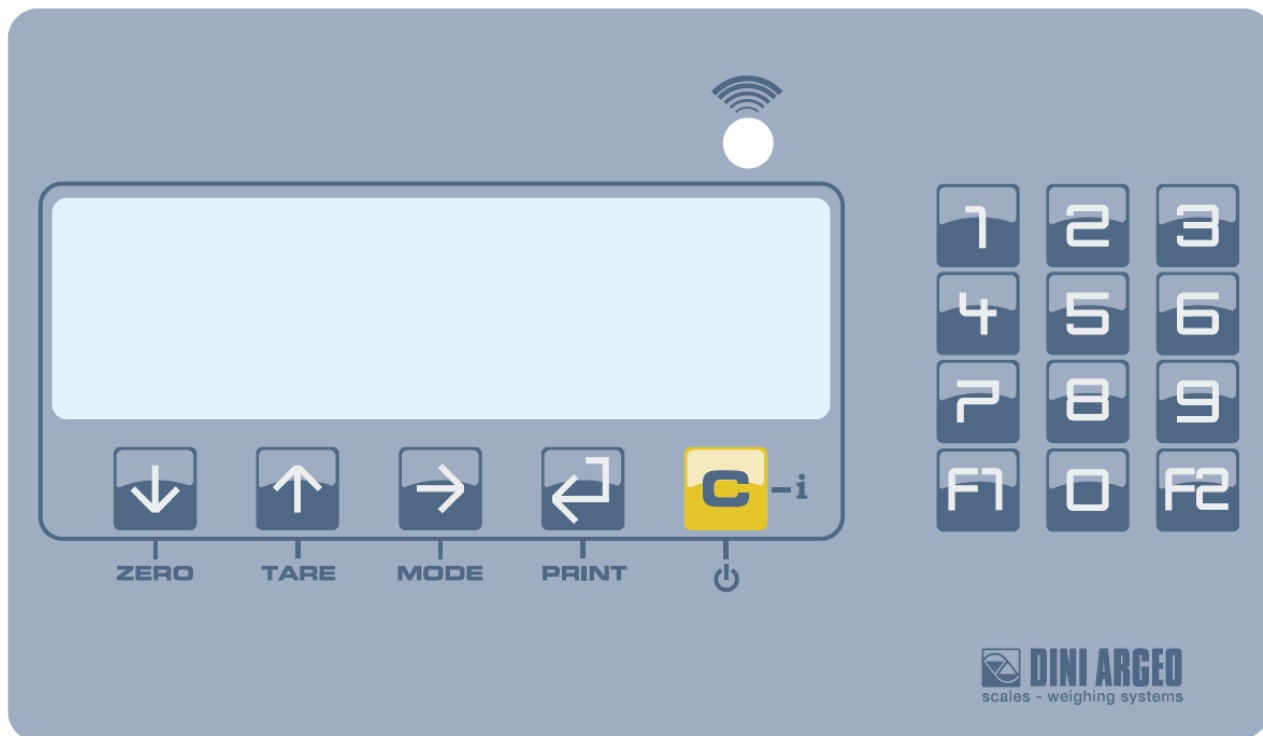 1 2 3
4 5 6
7 8 9
C -i F1 0 F2
ZERO TARE MODE PRINT
DINI ARGEO
scales - weighing systems